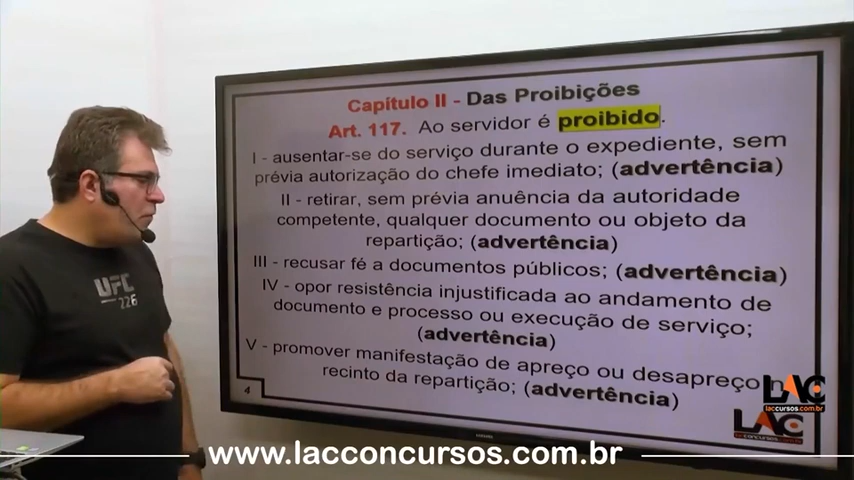 Capítulo II - Das Proibições
Art. 117. Ao servidor é proibido.
I - ausentar-se do serviço durante o expediente, sem
prévia autorização do chefe imediato; (advertência)
II - retirar, sem prévia anuência da autoridade
competente, qualquer documento ou objeto da
repartição; (advertência)
III - recusar fé a documentos públicos; (advertência)
IV - opor resistência injustificada ao andamento de
documento e processo ou execução de serviço;
(advertência)
V - promover manifestação de apreço ou desapreço n
recinto da repartição; (advertência)
4
UFC
226
LAC
lacconcursos.com.br
LAC
www.lacconcursos.com.br